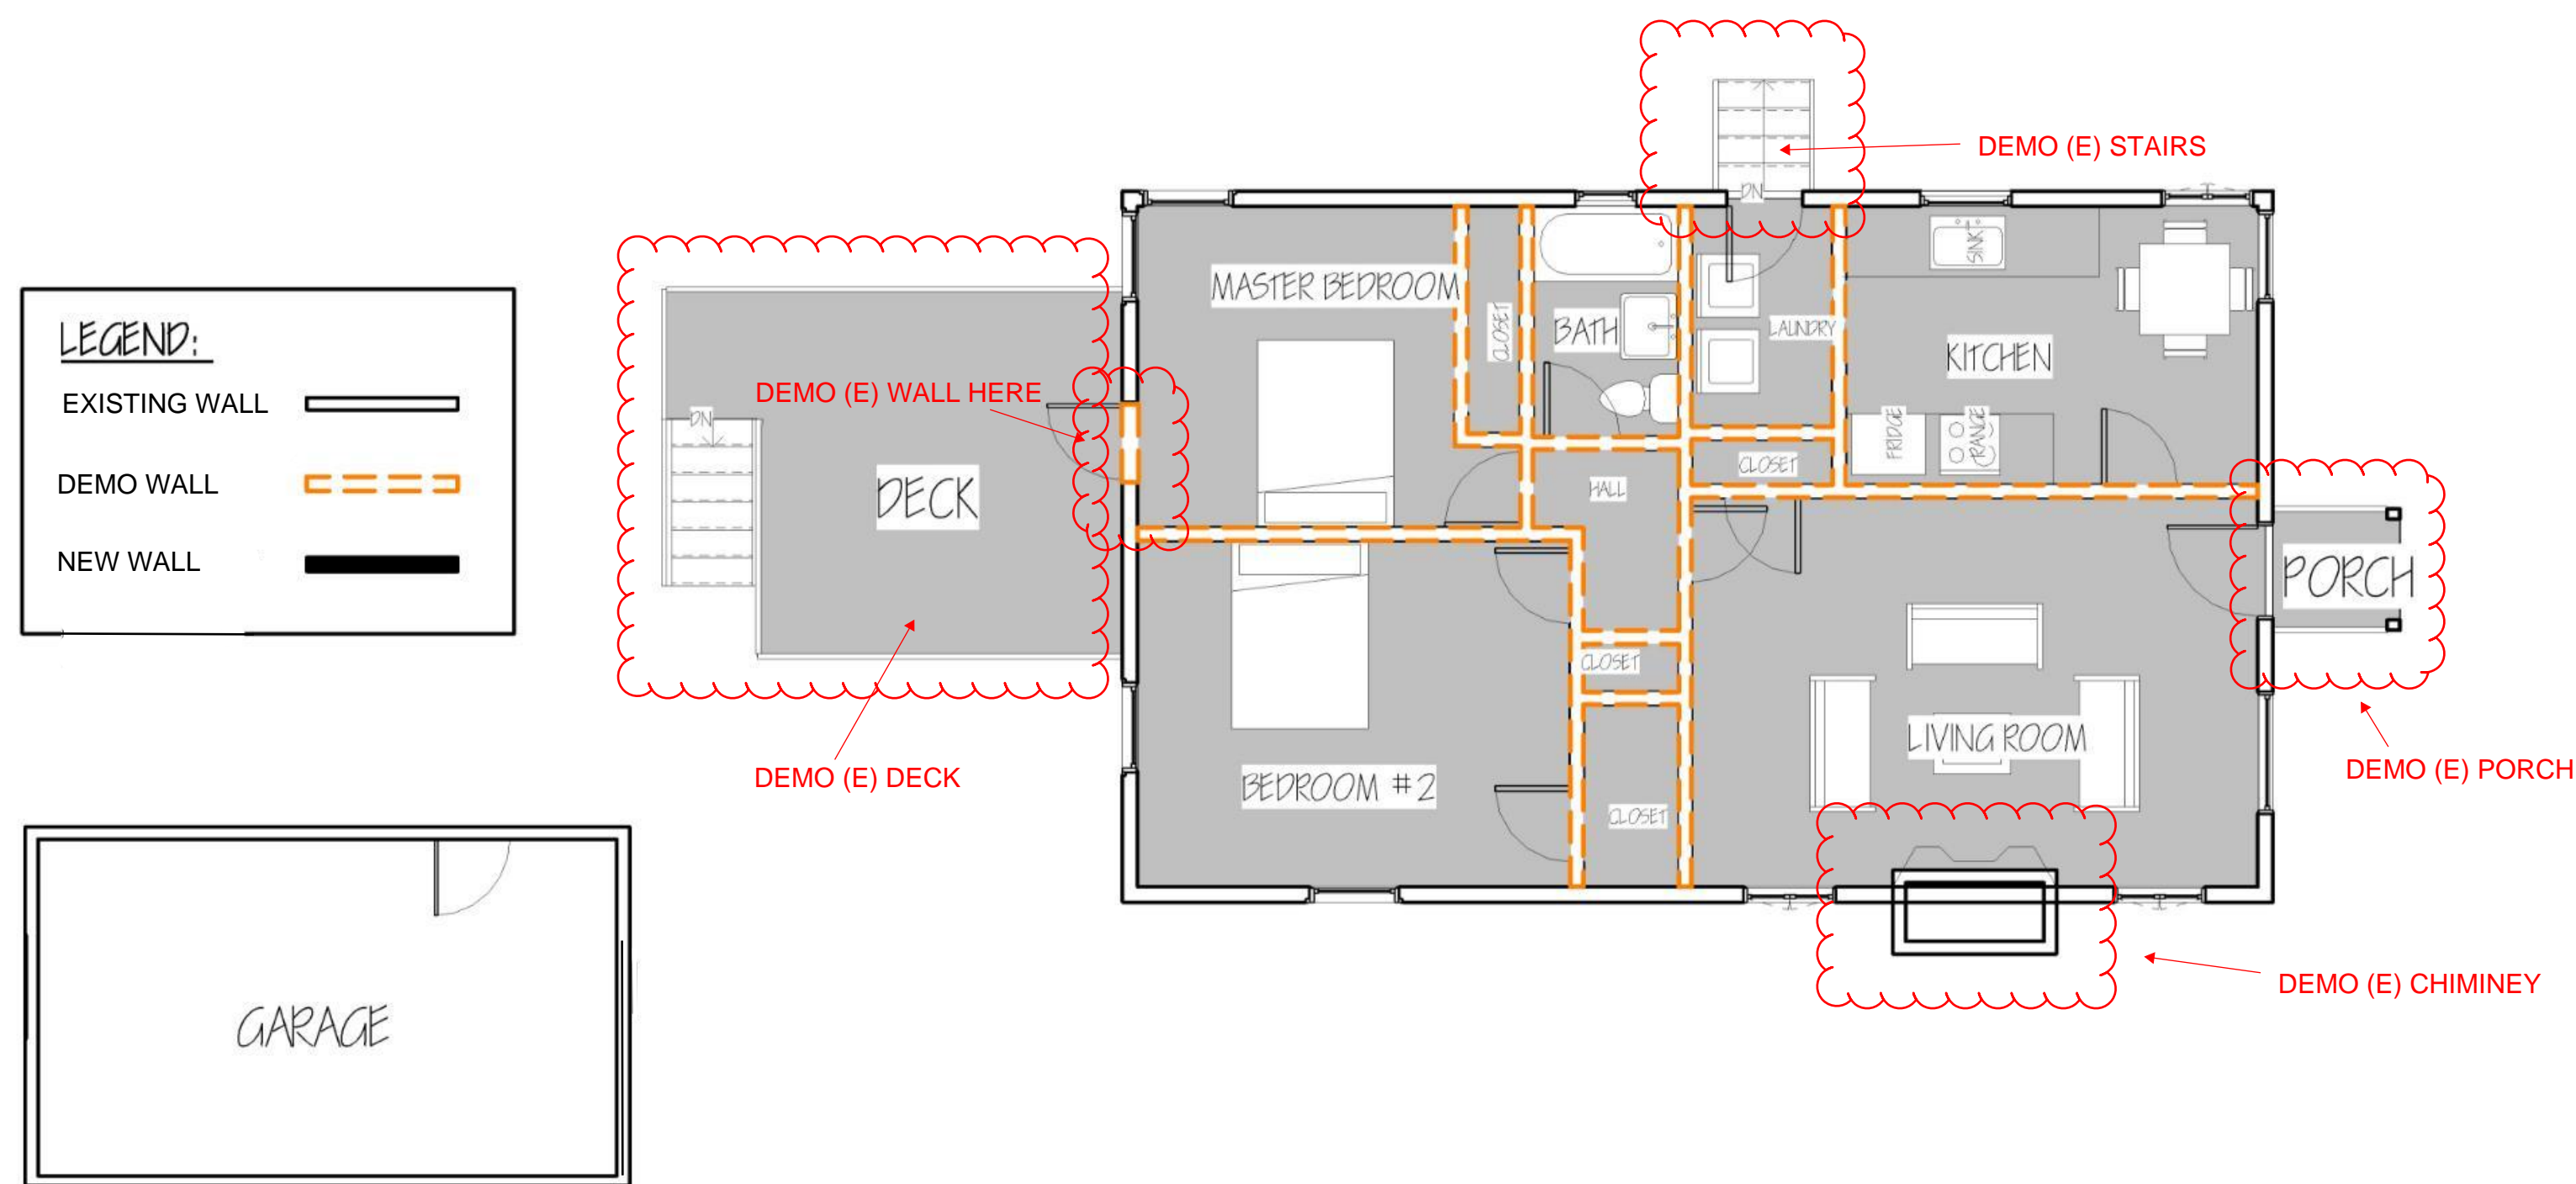 DEMO (E) STAIRS
DN
LEGEND:
EXISTING WALL
DEMO WALL
NEW WALL
DEMO (E) WALL HERE
DN
DECK
DEMO (E) DECK
MASTER BEDROOM
CLOSET
BATH
LAUNDRY
SINK
KITCHEN
FRIDGE
RANGE
CLOSET
HALL
PORCH
DEMO (E) PORCH
CLOSET
LIVING ROOM
BEDROOM #2
CLOSET
DEMO (E) CHIMINEY
GARAGE